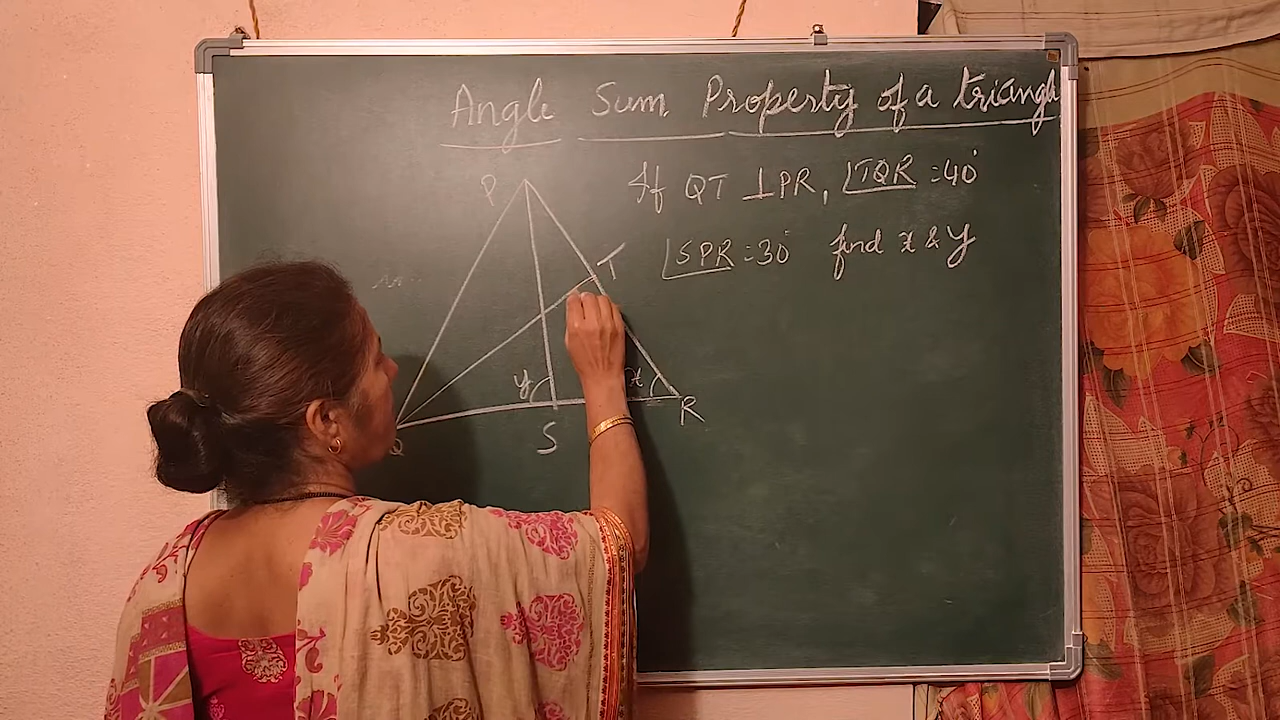 Angle Sum Property of a triangle
If QT ⊥ PR, ∠TQR = 40°
∠SPR = 30° find x & y
P
T
y
x
Q
S
R